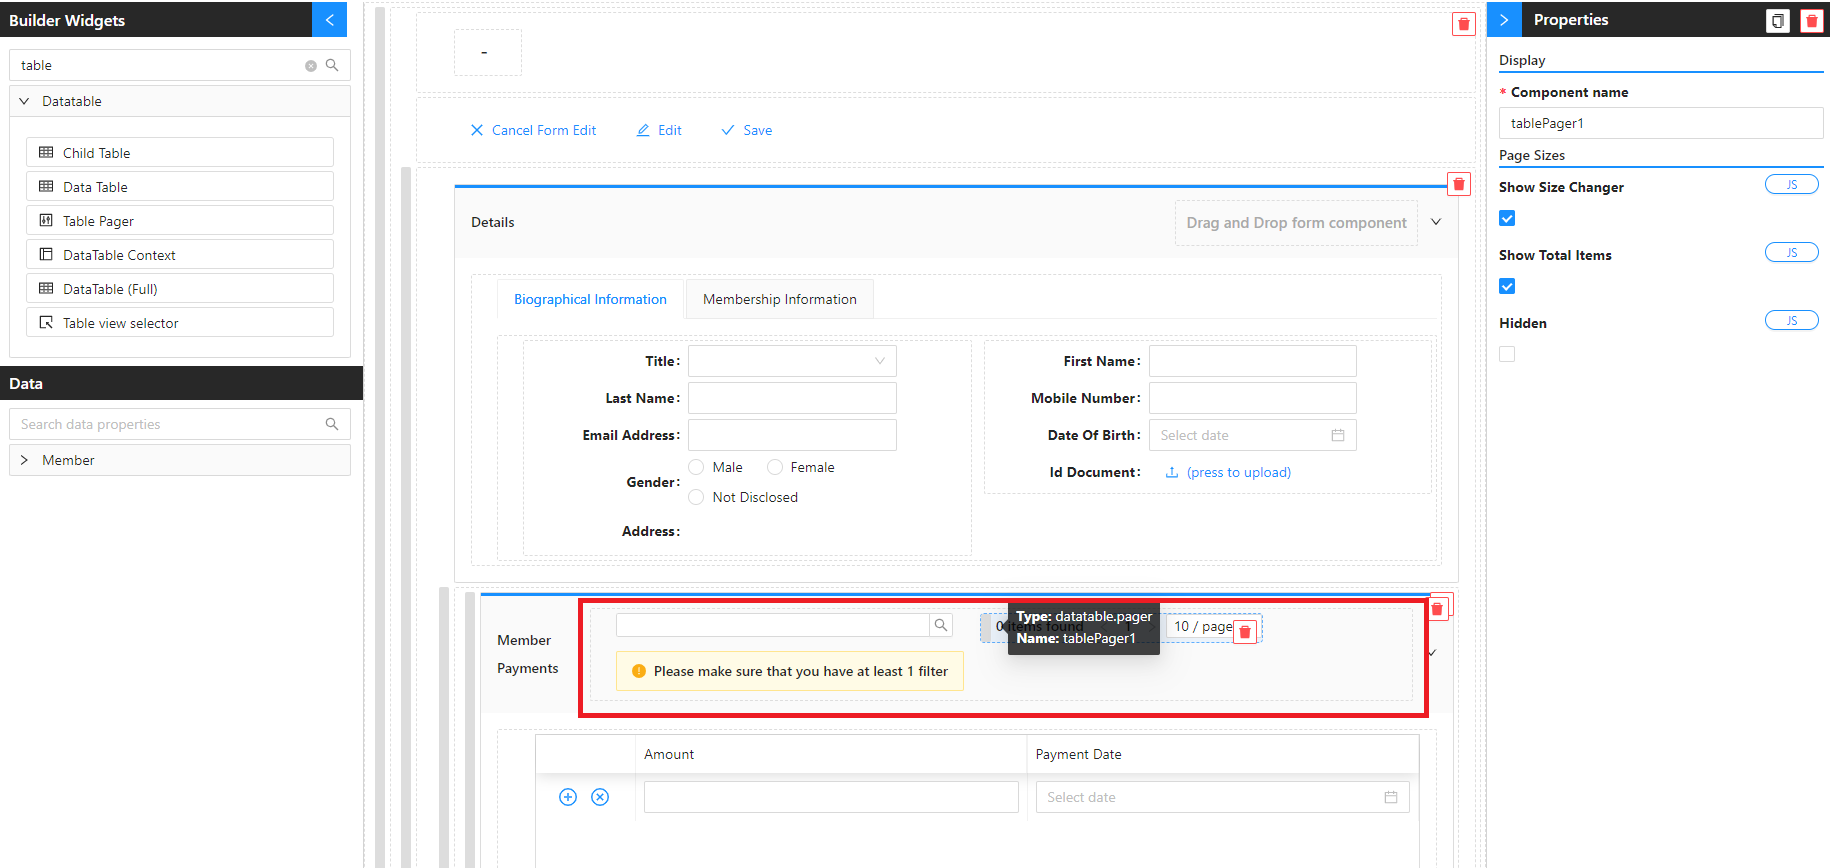 Builder Widgets
table
Datatable
Child Table
Data Table
Table Pager
DataTable Context
DataTable (Full)
Table view selector
Data
Search data properties
Member
-
Cancel Form Edit Edit Save
Details Drag and Drop form component
Biographical Information Membership Information
Title:
Last Name:
Email Address:
Gender: Male Female
Not Disclosed
Address:
First Name:
Mobile Number:
Date Of Birth: Select date
Id Document: (press to upload)
Member
Payments
0 items found 1 10 / page
Type: datatable.pager
Name: tablePager1
Please make sure that you have at least 1 filter
Amount Payment Date
Select date
Properties
Display
* Component name
tablePager1
Page Sizes
Show Size Changer JS
Show Total Items JS
Hidden JS